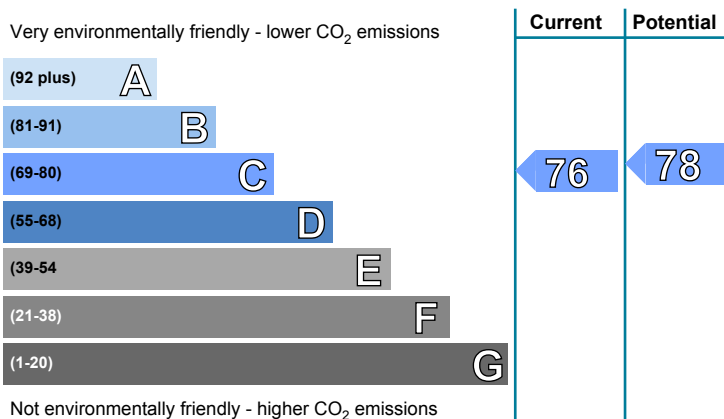 Current Potential
Very environmentally friendly - lower CO2 emissions
(92 plus) A
(81-91) B
(69-80) C 76 78
(55-68) D
(39-54 E
(21-38) F
(1-20) G
Not environmentally friendly - higher CO2 emissions